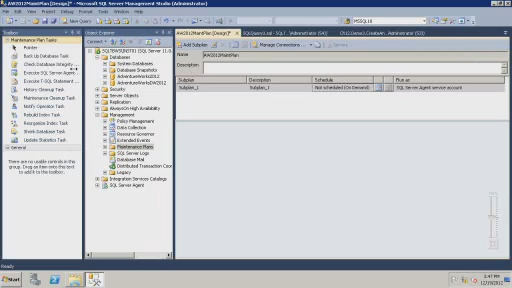 AW2012MaintPlan [Design]* - Microsoft SQL Server Management Studio (Administrator)
File Edit View Project Debug Format Tools Window Help
New Query
MSSQL10
Toolbox
Maintenance Plan Tasks
Pointer
Back Up Database Task
Check Database Integrity ...
Execute SQL Server Agent ...
Execute T-SQL Statement ...
History Cleanup Task
Maintenance Cleanup Task
Notify Operator Task
Rebuild Index Task
Reorganize Index Task
Shrink Database Task
Update Statistics Task
General
There are no usable controls in this group. Drag an item onto this text to add it to the toolbox.
Object Explorer
Connect
Databases
System Databases
Database Snapshots
AdventureWorks2012
AdventureWorksDW2012
Security
Server Objects
Replication
AlwaysOn High Availability
Management
Policy Management
Data Collection
Resource Governor
Extended Events
Maintenance Plans
SQL Server Logs
Database Mail
Distributed Transaction Coor
Legacy
Integration Services Catalogs
SQL Server Agent
AW2012MaintPlan [Design]*
Add Subplan
Manage Connections...
Name
AW2012MaintPlan
Description:
Subplan Description Schedule Run as
Subplan_1 Subplan_1 Not scheduled (On Demand) SQL Server Agent service account
Ready
Start
3:47 PM